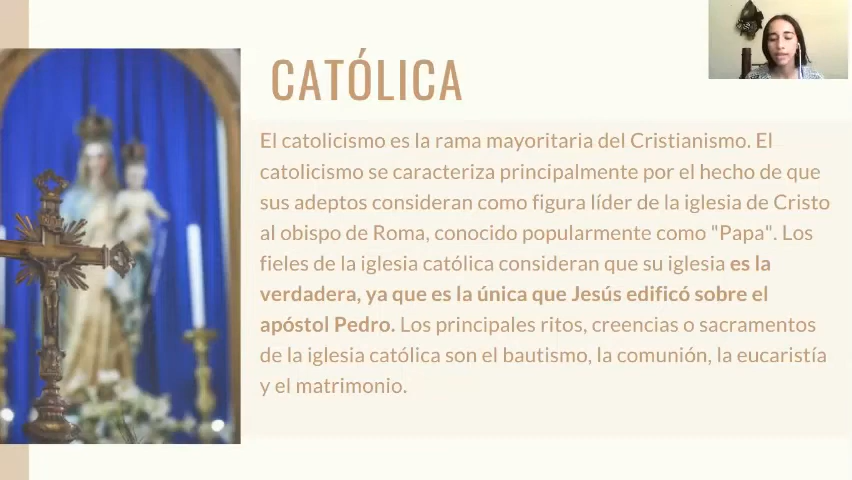 CATÓLICA
El catolicismo es la rama mayoritaria del Cristianismo. El
catolicismo se caracteriza principalmente por el hecho de que
sus adeptos consideran como figura líder de la iglesia de Cristo
al obispo de Roma, conocido popularmente como "Papa". Los
fieles de la iglesia católica consideran que su iglesia es la
verdadera, ya que es la única que Jesús edificó sobre el
apóstol Pedro. Los principales ritos, creencias o sacramentos
de la iglesia católica son el bautismo, la comunión, la eucaristía
y el matrimonio.